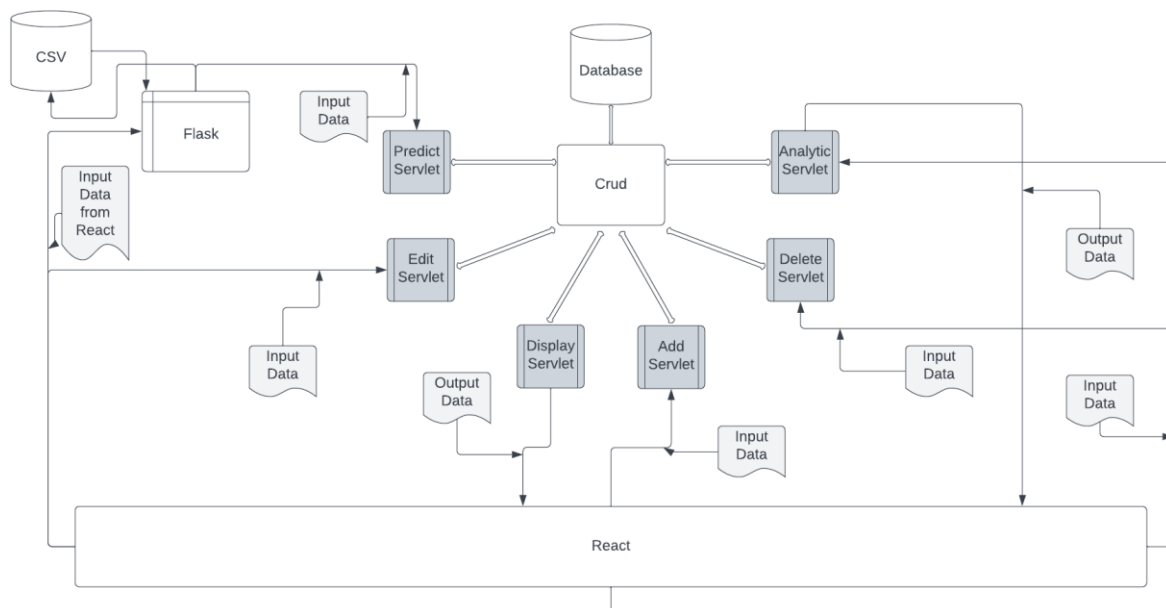 CSV
Database
Flask
Input
Data
Predict
Servlet
Analytic
Servlet
Crud
Input
Data
from
React
Output
Data
Edit
Servlet
Delete
Servlet
Display
Servlet
Add
Servlet
Input
Data
Output
Data
Input
Data
Input
Data
Input
Data
React